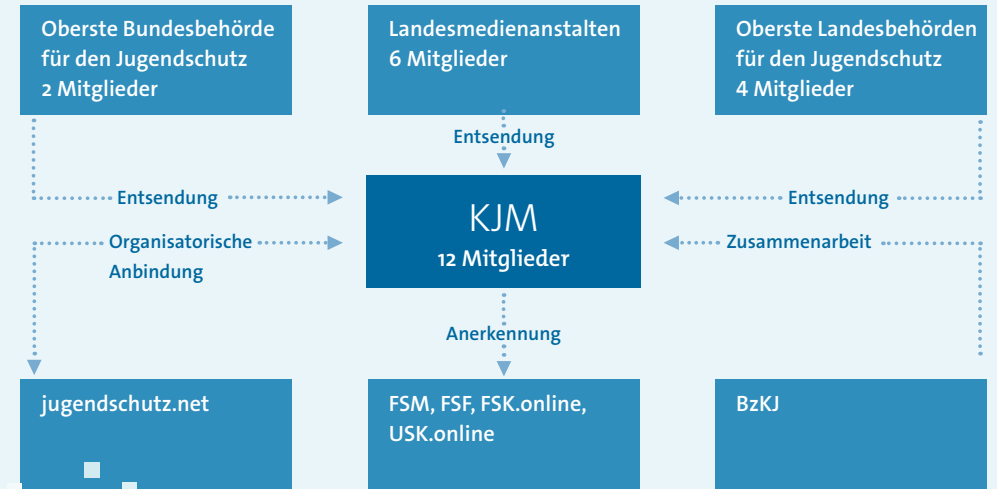 Oberste Bundesbehörde
für den Jugendschutz
2 Mitglieder
Landesmedienanstalten
6 Mitglieder
Oberste Landesbehörden
für den Jugendschutz
4 Mitglieder
Entsendung
Entsendung
Entsendung
KJM
12 Mitglieder
Organisatorische
Anbindung
Zusammenarbeit
Anerkennung
jugendschutz.net
FSM, FSF, FSK.online,
USK.online
BzKJ